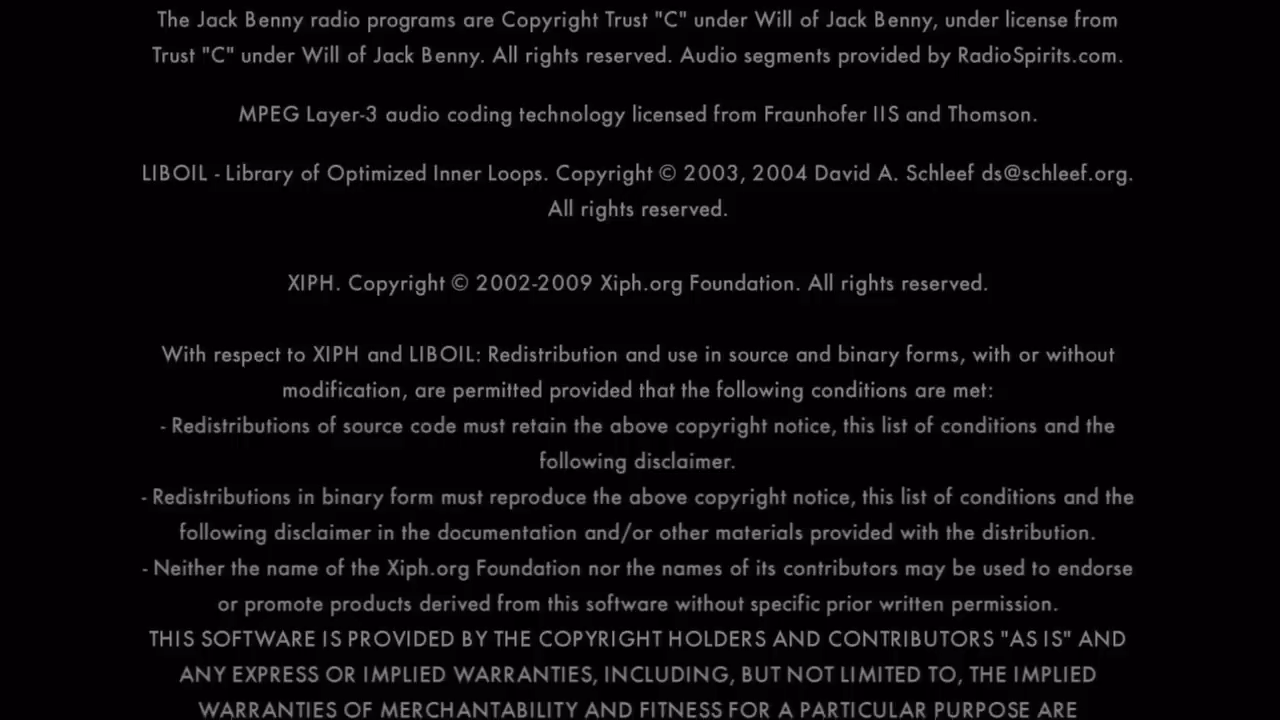 The Jack Benny radio programs are Copyright Trust "C" under Will of Jack Benny, under license from
Trust "C" under Will of Jack Benny. All rights reserved. Audio segments provided by RadioSpirits.com.
MPEG Layer-3 audio coding technology licensed from Fraunhofer IIS and Thomson.
LIBOIL - Library of Optimized Inner Loops. Copyright © 2003, 2004 David A. Schleef ds@schleef.org.
All rights reserved.
XIPH. Copyright © 2002-2009 Xiph.org Foundation. All rights reserved.
With respect to XIPH and LIBOIL: Redistribution and use in source and binary forms, with or without
modification, are permitted provided that the following conditions are met:
- Redistributions of source code must retain the above copyright notice, this list of conditions and the
following disclaimer.
- Redistributions in binary form must reproduce the above copyright notice, this list of conditions and the
following disclaimer in the documentation and/or other materials provided with the distribution.
- Neither the name of the Xiph.org Foundation nor the names of its contributors may be used to endorse
or promote products derived from this software without specific prior written permission.
THIS SOFTWARE IS PROVIDED BY THE COPYRIGHT HOLDERS AND CONTRIBUTORS "AS IS" AND
ANY EXPRESS OR IMPLIED WARRANTIES, INCLUDING, BUT NOT LIMITED TO, THE IMPLIED
WARRANTIES OF MERCHANTABILITY AND FITNESS FOR A PARTICULAR PURPOSE ARE